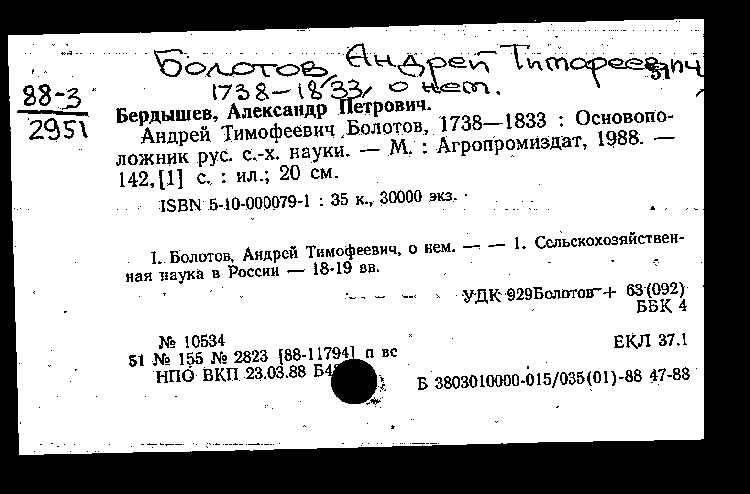 Болотов, Андрей Тимофеевич
1738—1833, о нем.
88-3
2951
51
Бердышев, Александр Петрович.
Андрей Тимофеевич Болотов, 1738—1833 : Основопо-
ложник рус. с.-х. науки. — М. : Агропромиздат, 1988. —
142,[1] с. : ил.; 20 см.
ISBN 5-10-000079-1 : 35 к., 30000 экз.
I. Болотов, Андрей Тимофеевич, о нем. — — 1. Сельскохозяйствен-
ная наука в России — 18-19 вв.
УДК 929Болотов + 63(092)
ББК 4
№ 10534
ЕКЛ 37.1
51 № 155 № 2823 [88-11794] п вс
НПО ВКП 23.03.88
Б 3803010000-015/035(01)-88 47-88